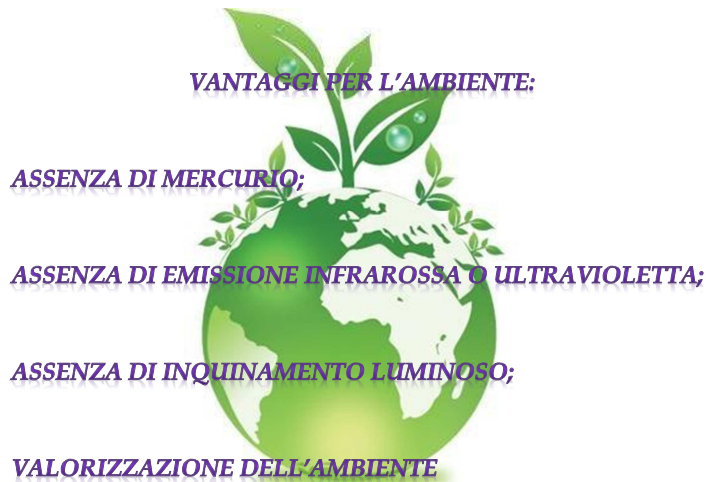 VANTAGGI PER L’AMBIENTE:
ASSENZA DI MERCURIO;
ASSENZA DI EMISSIONE INFRAROSSA O ULTRAVIOLETTA;
ASSENZA DI INQUINAMENTO LUMINOSO;
VALORIZZAZIONE DELL’AMBIENTE